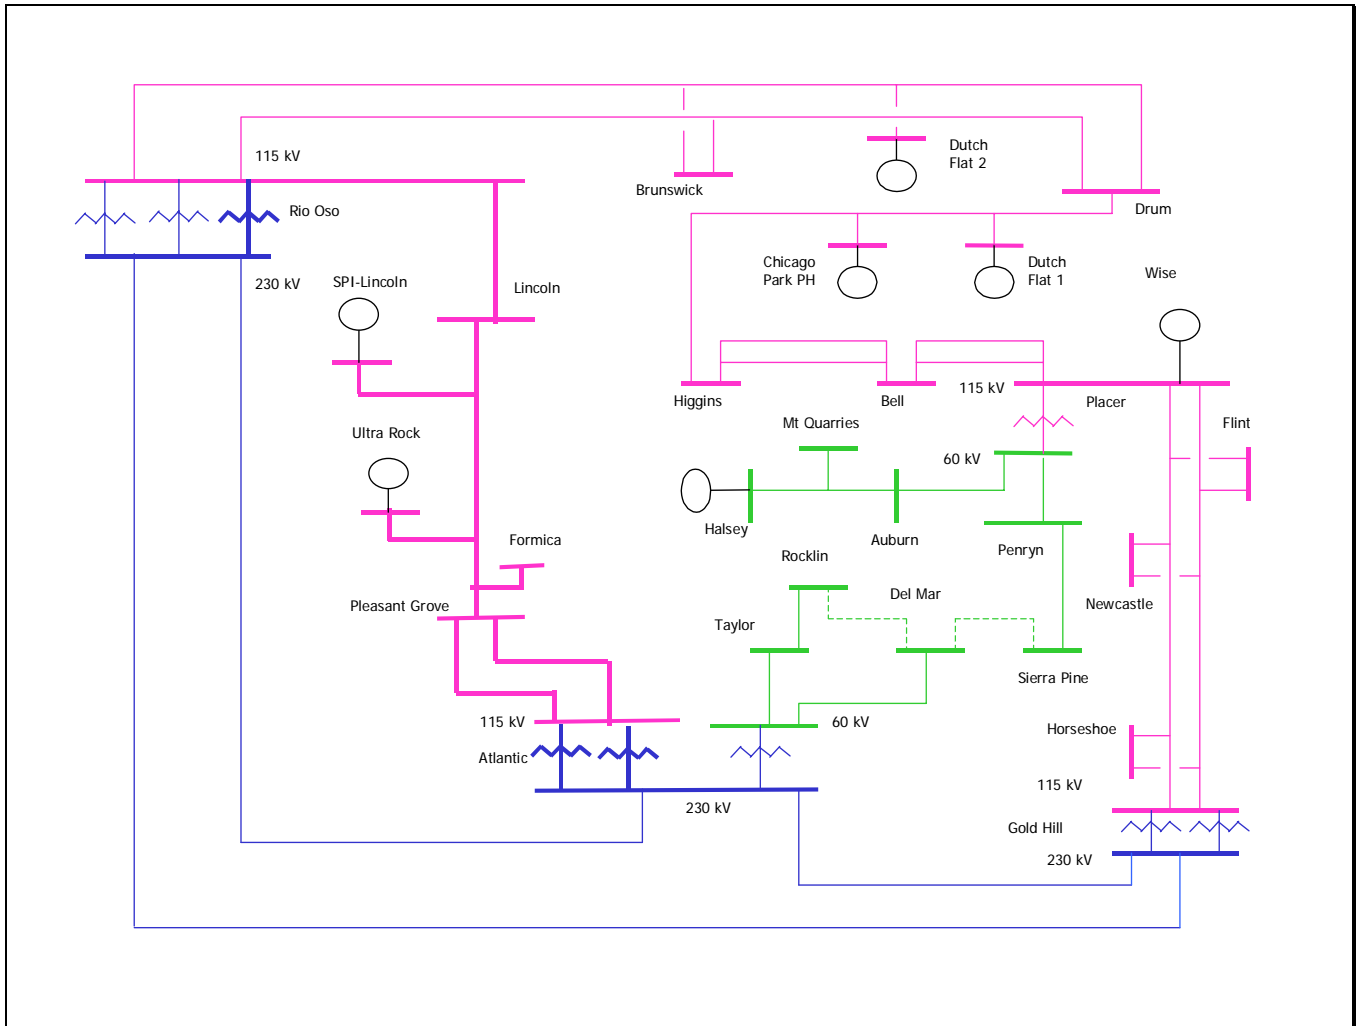 115 kV
Dutch
Flat 2
Brunswick
Rio Oso
Drum
Chicago
Park PH
Dutch
Flat 1
Wise
230 kV
SPI-Lincoln
Lincoln
Higgins
Bell
115 kV
Placer
Mt Quarries
Flint
Ultra Rock
60 kV
Halsey
Auburn
Formica
Penryn
Rocklin
Del Mar
Pleasant Grove
Newcastle
Taylor
Sierra Pine
115 kV
60 kV
Horseshoe
Atlantic
115 kV
230 kV
Gold Hill
230 kV